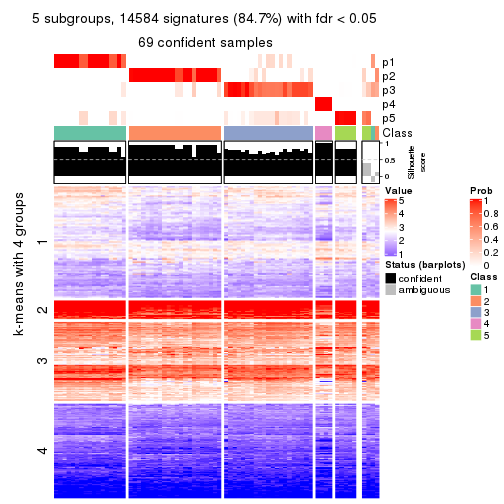 5 subgroups, 14584 signatures (84.7%) with fdr < 0.05
69 confident samples
p1
p2
p3
p4
p5
Class
1
0.5
0
Silhouette
score
k-means with 4 groups
1
2
3
4
Value
5
4
3
2
1
Status (barplots)
confident
ambiguous
Prob
1
0.8
0.6
0.4
0.2
0
Class
1
2
3
4
5